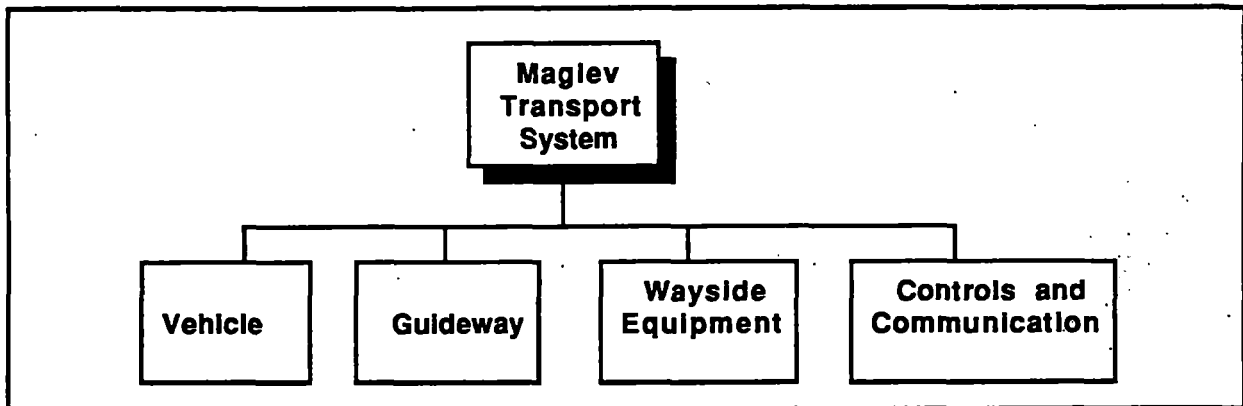 Maglev
Transport
System
Vehicle
Guideway
Wayside
Equipment
Controls and
Communication